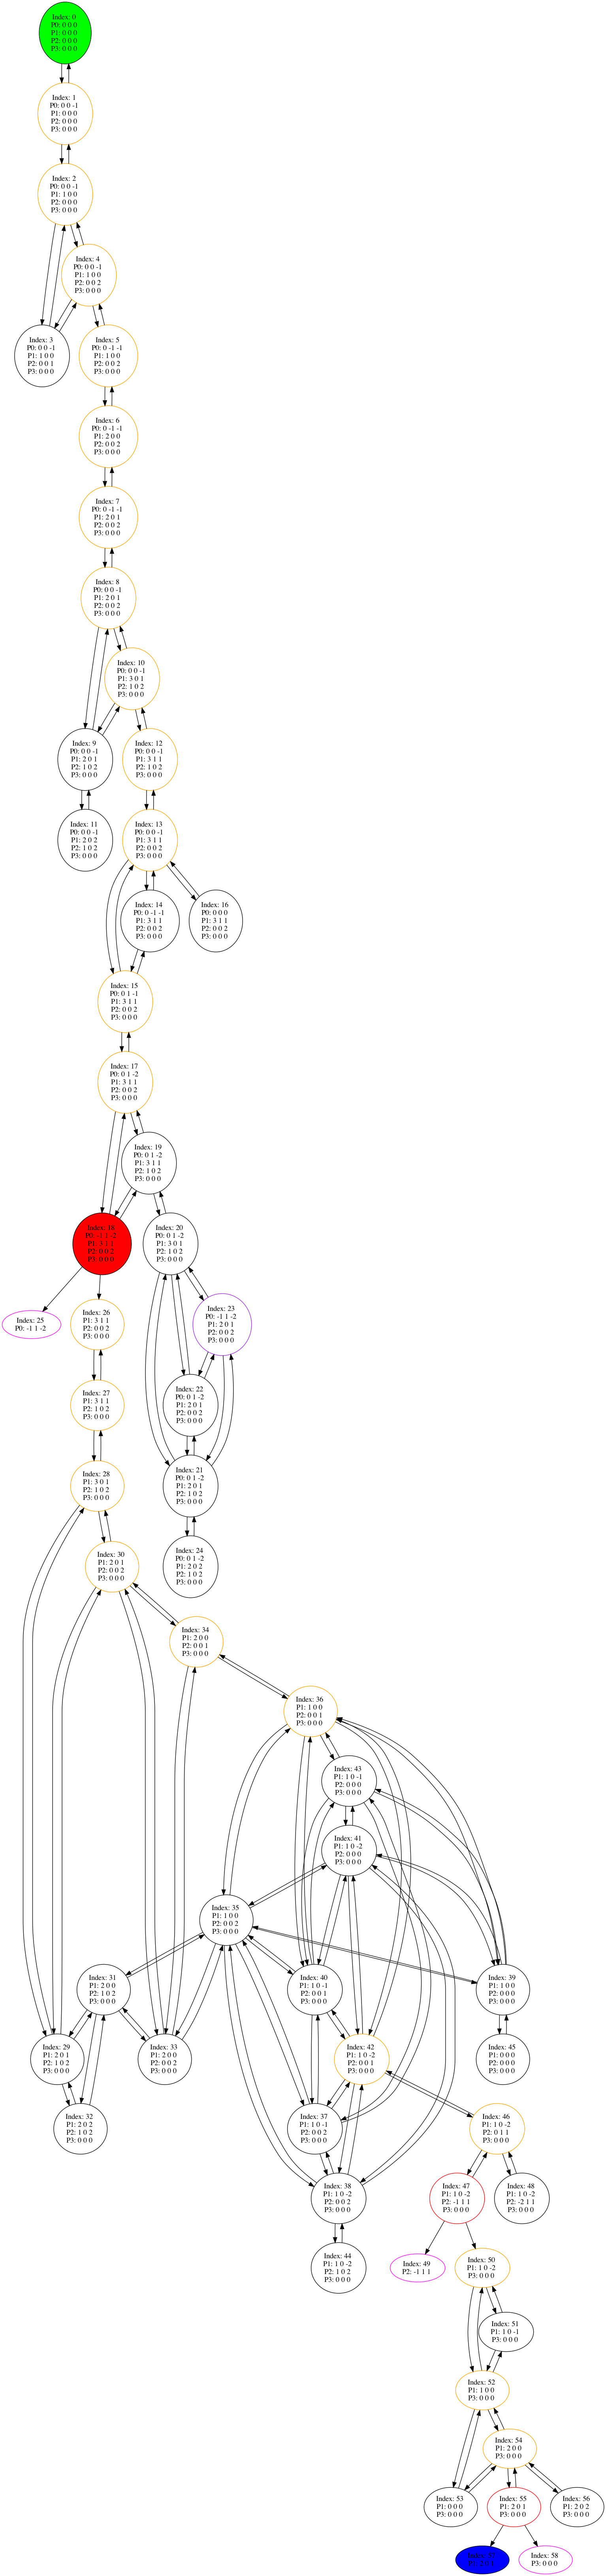 Index: 0
P0: 0 0 0
P1: 0 0 0
P2: 0 0 0
P3: 0 0 0
Index: 1
P0: 0 0 -1
P1: 0 0 0
P2: 0 0 0
P3: 0 0 0
Index: 2
P0: 0 0 -1
P1: 1 0 0
P2: 0 0 0
P3: 0 0 0
Index: 4
P0: 0 0 -1
P1: 1 0 0
P2: 0 0 2
P3: 0 0 0
Index: 3
P0: 0 0 -1
P1: 1 0 0
P2: 0 0 1
P3: 0 0 0
Index: 5
P0: 0 -1 -1
P1: 1 0 0
P2: 0 0 2
P3: 0 0 0
Index: 6
P0: 0 -1 -1
P1: 2 0 0
P2: 0 0 2
P3: 0 0 0
Index: 7
P0: 0 -1 -1
P1: 2 0 1
P2: 0 0 2
P3: 0 0 0
Index: 8
P0: 0 0 -1
P1: 2 0 1
P2: 0 0 2
P3: 0 0 0
Index: 10
P0: 0 0 -1
P1: 3 0 1
P2: 1 0 2
P3: 0 0 0
Index: 9
P0: 0 0 -1
P1: 2 0 1
P2: 1 0 2
P3: 0 0 0
Index: 12
P0: 0 0 -1
P1: 3 1 1
P2: 1 0 2
P3: 0 0 0
Index: 11
P0: 0 0 -1
P1: 2 0 2
P2: 1 0 2
P3: 0 0 0
Index: 13
P0: 0 0 -1
P1: 3 1 1
P2: 0 0 2
P3: 0 0 0
Index: 14
P0: 0 -1 -1
P1: 3 1 1
P2: 0 0 2
P3: 0 0 0
Index: 16
P0: 0 0 0
P1: 3 1 1
P2: 0 0 2
P3: 0 0 0
Index: 15
P0: 0 1 -1
P1: 3 1 1
P2: 0 0 2
P3: 0 0 0
Index: 17
P0: 0 1 -2
P1: 3 1 1
P2: 0 0 2
P3: 0 0 0
Index: 19
P0: 0 1 -2
P1: 3 1 1
P2: 1 0 2
P3: 0 0 0
Index: 18
P0: -1 1 -2
P1: 3 1 1
P2: 0 0 2
P3: 0 0 0
Index: 20
P0: 0 1 -2
P1: 3 0 1
P2: 1 0 2
P3: 0 0 0
Index: 25
P0: -1 1 -2
Index: 26
P1: 3 1 1
P2: 0 0 2
P3: 0 0 0
Index: 23
P0: -1 1 -2
P1: 2 0 1
P2: 0 0 2
P3: 0 0 0
Index: 27
P1: 3 1 1
P2: 1 0 2
P3: 0 0 0
Index: 22
P0: 0 1 -2
P1: 2 0 1
P2: 0 0 2
P3: 0 0 0
Index: 28
P1: 3 0 1
P2: 1 0 2
P3: 0 0 0
Index: 21
P0: 0 1 -2
P1: 2 0 1
P2: 1 0 2
P3: 0 0 0
Index: 30
P1: 2 0 1
P2: 0 0 2
P3: 0 0 0
Index: 24
P0: 0 1 -2
P1: 2 0 2
P2: 1 0 2
P3: 0 0 0
Index: 34
P1: 2 0 0
P2: 0 0 1
P3: 0 0 0
Index: 36
P1: 1 0 0
P2: 0 0 1
P3: 0 0 0
Index: 43
P1: 1 0 -1
P2: 0 0 0
P3: 0 0 0
Index: 41
P1: 1 0 -2
P2: 0 0 0
P3: 0 0 0
Index: 35
P1: 1 0 0
P2: 0 0 2
P3: 0 0 0
Index: 31
P1: 2 0 0
P2: 1 0 2
P3: 0 0 0
Index: 40
P1: 1 0 -1
P2: 0 0 1
P3: 0 0 0
Index: 39
P1: 1 0 0
P2: 0 0 0
P3: 0 0 0
Index: 29
P1: 2 0 1
P2: 1 0 2
P3: 0 0 0
Index: 33
P1: 2 0 0
P2: 0 0 2
P3: 0 0 0
Index: 42
P1: 1 0 -2
P2: 0 0 1
P3: 0 0 0
Index: 45
P1: 0 0 0
P2: 0 0 0
P3: 0 0 0
Index: 32
P1: 2 0 2
P2: 1 0 2
P3: 0 0 0
Index: 37
P1: 1 0 -1
P2: 0 0 2
P3: 0 0 0
Index: 46
P1: 1 0 -2
P2: 0 1 1
P3: 0 0 0
Index: 38
P1: 1 0 -2
P2: 0 0 2
P3: 0 0 0
Index: 47
P1: 1 0 -2
P2: -1 1 1
P3: 0 0 0
Index: 48
P1: 1 0 -2
P2: -2 1 1
P3: 0 0 0
Index: 44
P1: 1 0 -2
P2: 1 0 2
P3: 0 0 0
Index: 49
P2: -1 1 1
Index: 50
P1: 1 0 -2
P3: 0 0 0
Index: 51
P1: 1 0 -1
P3: 0 0 0
Index: 52
P1: 1 0 0
P3: 0 0 0
Index: 54
P1: 2 0 0
P3: 0 0 0
Index: 53
P1: 0 0 0
P3: 0 0 0
Index: 55
P1: 2 0 1
P3: 0 0 0
Index: 56
P1: 2 0 2
P3: 0 0 0
Index: 58
P3: 0 0 0